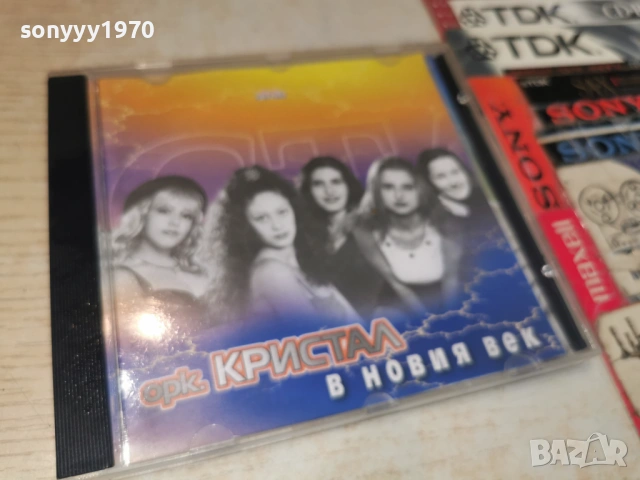 sonyyy1970
TDK
TDK
SONY
SONY
SONY
maxell
орк. КРИСТАЛ
в новия век
BAZAR